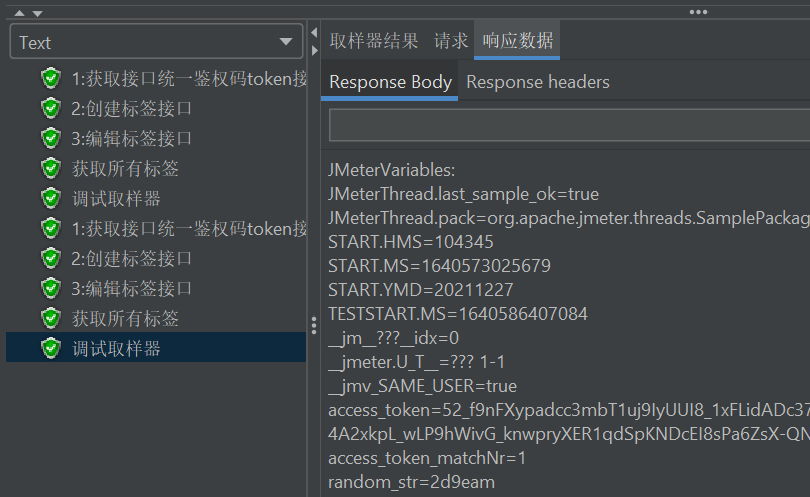 Text
1:获取接口统一鉴权码token接
2:创建标签接口
3:编辑标签接口
获取所有标签
调试取样器
1:获取接口统一鉴权码token接
2:创建标签接口
3:编辑标签接口
获取所有标签
调试取样器
取样器结果 请求 响应数据
Response Body Response headers
JMeterVariables:
JMeterThread.last_sample_ok=true
JMeterThread.pack=org.apache.jmeter.threads.SamplePackag
START.HMS=104345
START.MS=1640573025679
START.YMD=20211227
TESTSTART.MS=1640586407084
__jm__???__idx=0
__jmeter.U_T__=??? 1-1
__jmv_SAME_USER=true
access_token=52_f9nFXypadcc3mbT1uj9IyUUI8_1xFLidADc37
4A2xkpL_wLP9hWivG_knwpryXER1qdSpKNDcEI8sPa6ZsX-QN
access_token_matchNr=1
random_str=2d9eam